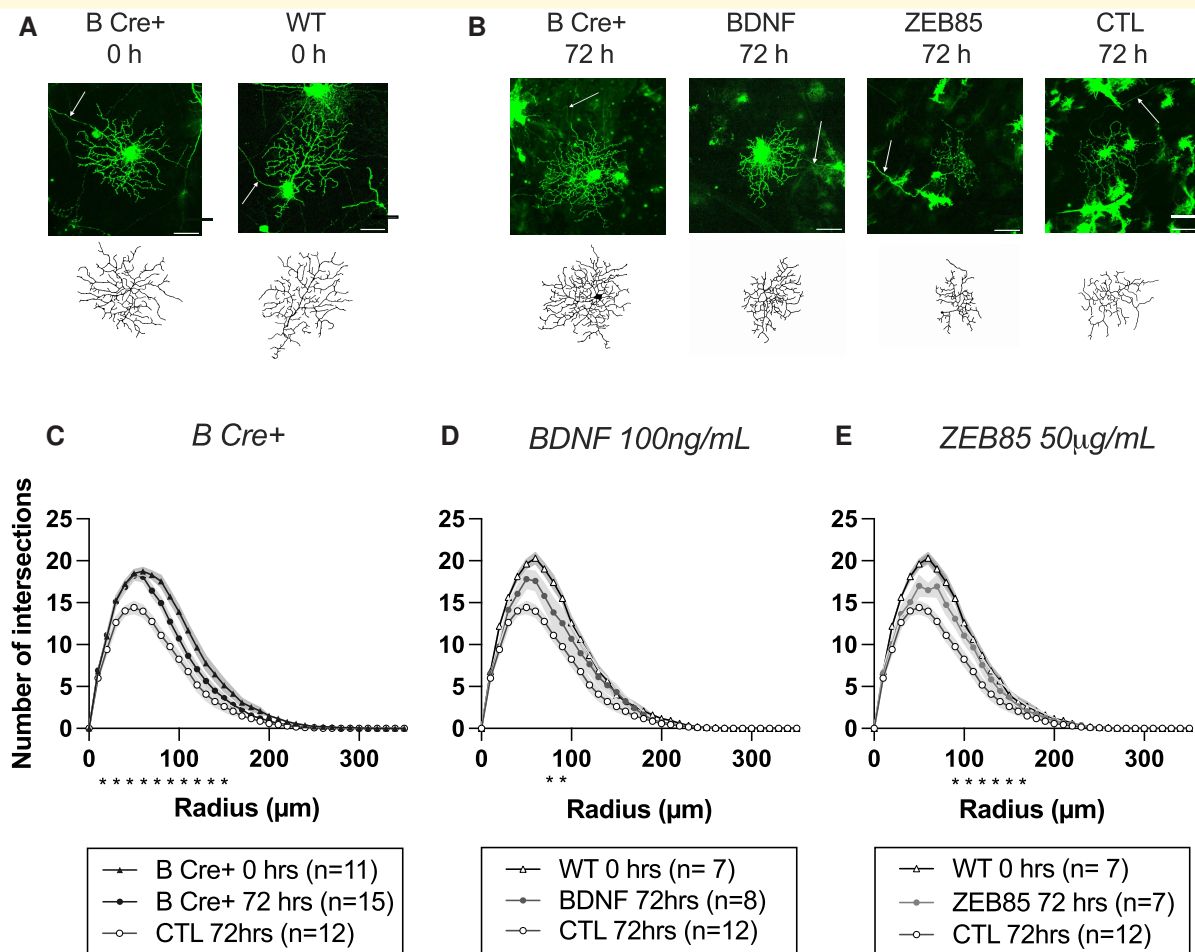 A
B Cre+
0 h
WT
0 h
B
B Cre+
72 h
BDNF
72 h
ZEB85
72 h
CTL
72 h
C
B Cre+
Number of intersections
25
20
15
10
5
0
0
100
200
300
* * * * * * * * * *
Radius (µm)
B Cre+ 0 hrs (n=11)
B Cre+ 72 hrs (n=15)
CTL 72hrs (n=12)
D
BDNF 100ng/mL
25
20
15
10
5
0
0
100
200
300
* *
Radius (µm)
WT 0 hrs (n= 7)
BDNF 72hrs (n=8)
CTL 72hrs (n=12)
E
ZEB85 50µg/mL
25
20
15
10
5
0
0
100
200
300
* * * * * *
Radius (µm)
WT 0 hrs (n= 7)
ZEB85 72 hrs (n=7)
CTL 72hrs (n=12)